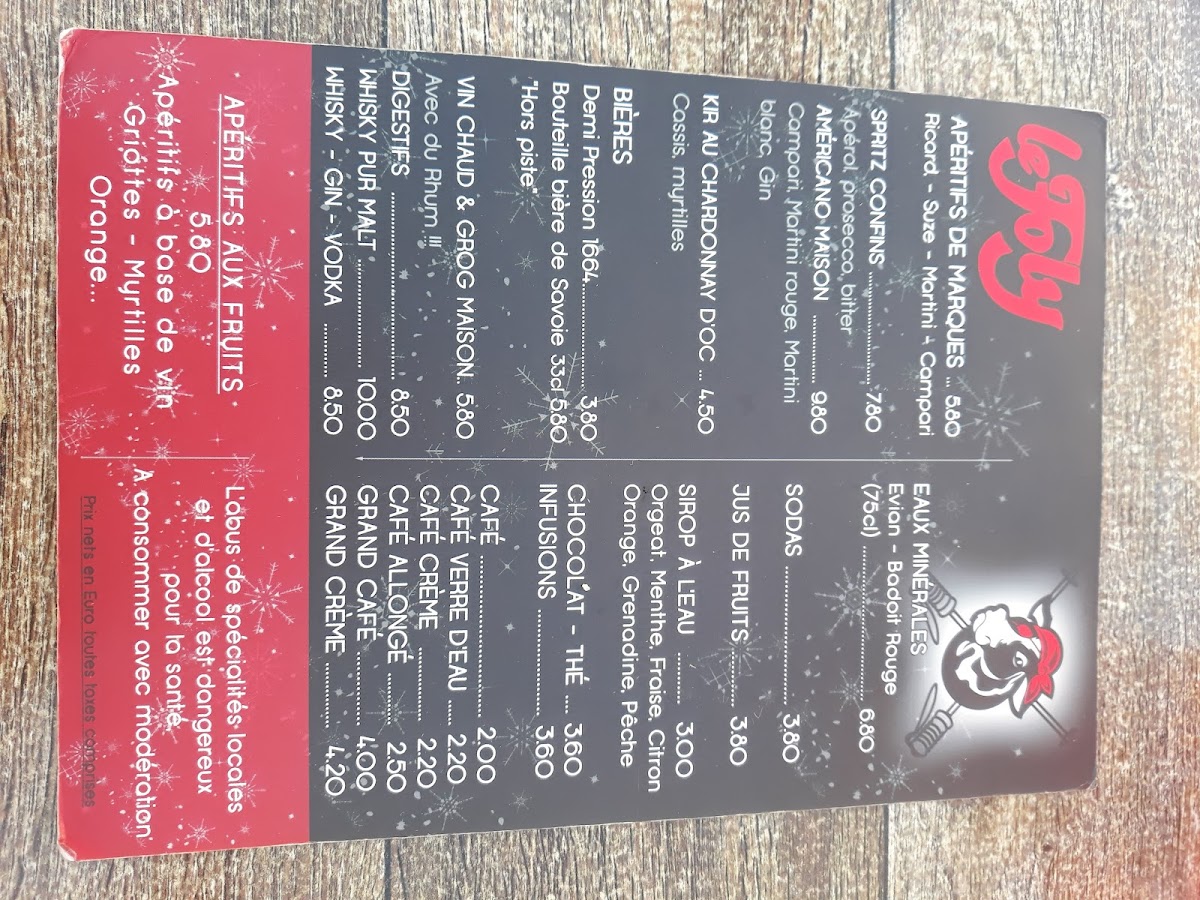 le Foly
APÉRITIFS DE MARQUES ... 5.80
Ricard - Suze - Martini - Campari
SPRITZ CONFINS .................... 7.80
Apérol, prosecco, bitter
AMÉRICANO-MAISON ............ 9.80
Campari, Martini rouge, Martini
blanc, Gin
KIR AU CHARDONNAY D'OC ... 4.50
Cassis, myrtilles
BIÈRES
Demi Pression 1664................... 3.80
Bouteille bière de Savoie 33cl 5.80
"Hors piste"
VIN CHAUD & GROG MAISON. 5.80
Avec du Rhum !!!
DIGESTIFS ................................. 8.50
WHISKY PUR MALT .................. 10.00
WHISKY - GIN - VODKA ......... 8.50
EAUX MINÉRALES
Evian - Badoit Rouge
(75cl) ........................... 6.80
SODAS .................... 3.80
JUS DE FRUITS ....... 3.80
SIROP À L'EAU ........ 3.00
Orgeat, Menthe, Fraise, Citron
Orange, Grenadine, Pêche
CHOCOLAT - THÉ .... 3.60
INFUSIONS .................. 3.60
CAFÉ ........................... 2.00
CAFÉ VERRE D'EAU .... 2.20
CAFÉ CRÈME ............. 2.20
CAFÉ ALLONGÉ ......... 2.50
GRAND CAFÉ ............. 4.00
GRAND CRÈME .......... 4.20
APÉRITIFS AUX FRUITS
5.80
Apéritifs à base de vin
Griottes - Myrtilles
Orange...
L'abus de spécialités locales
et d'alcool est dangereux
pour la santé
A consommer avec modération
Prix nets en Euro toutes taxes comprises